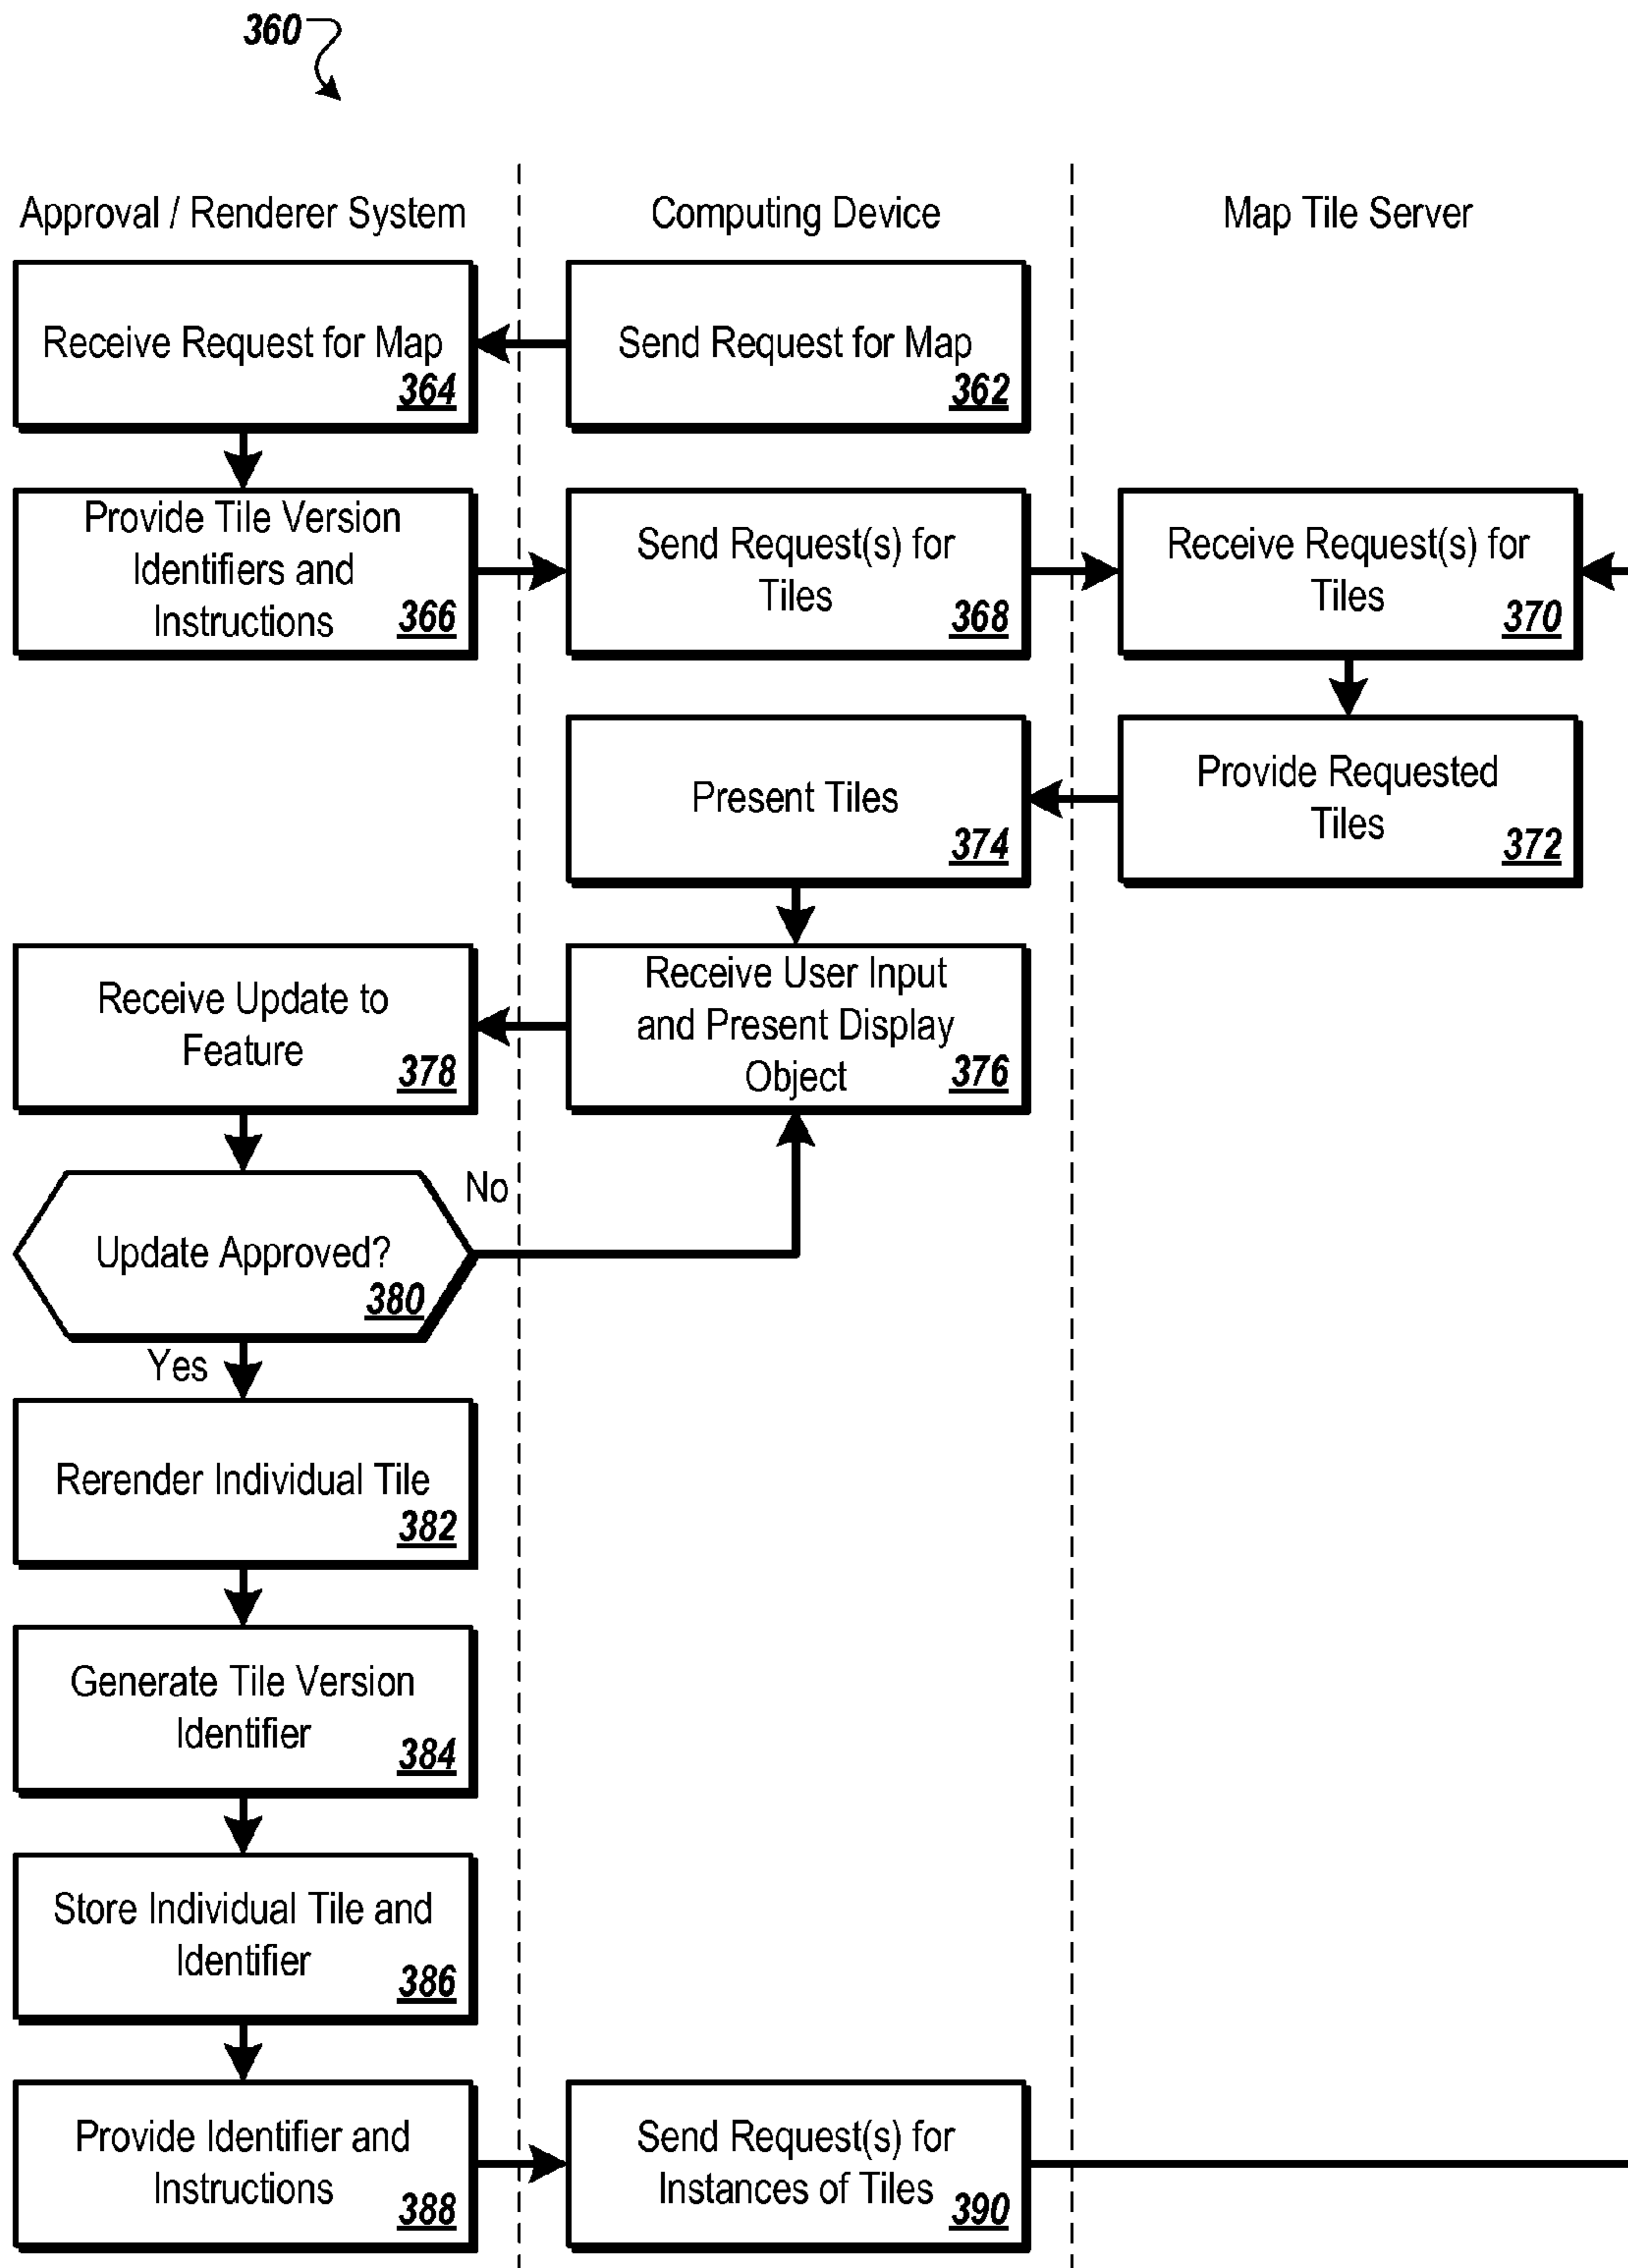 360
Approval / Renderer System
Computing Device
Map Tile Server
Receive Request for Map
364
Send Request for Map
362
Provide Tile Version
Identifiers and
Instructions
366
Send Request(s) for
Tiles
368
Receive Request(s) for
Tiles
370
Present Tiles
374
Provide Requested
Tiles
372
Receive Update to
Feature
378
Receive User Input
and Present Display
Object
376
No
Update Approved?
380
Yes
Rerender Individual Tile
382
Generate Tile Version
Identifier
384
Store Individual Tile and
Identifier
386
Provide Identifier and
Instructions
388
Send Request(s) for
Instances of Tiles
390